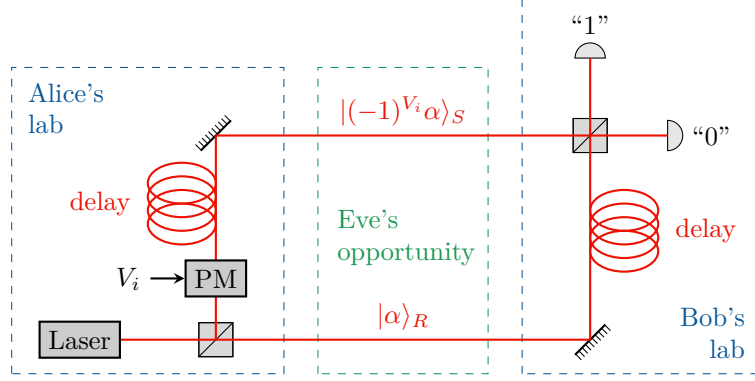 “1”
Alice's
lab
|(-1)^{V_i}α⟩_S
“0”
delay
Eve's
opportunity
delay
V_i
PM
|α⟩_R
Laser
Bob's
lab